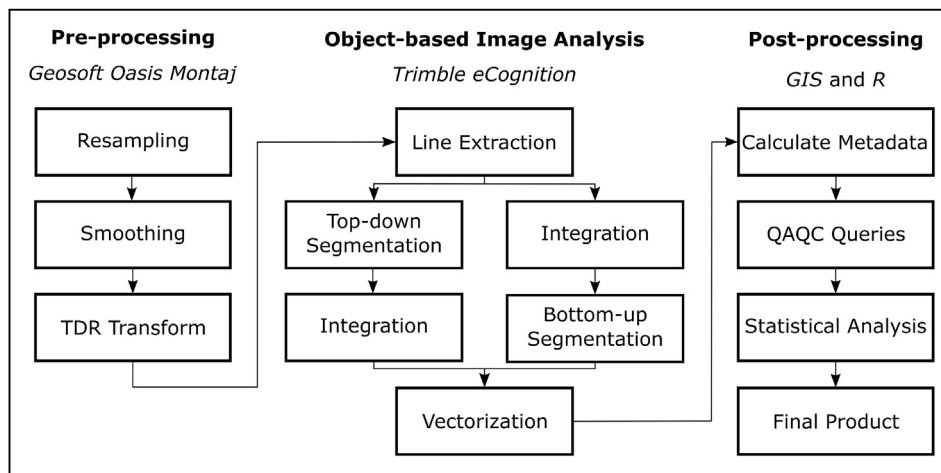 Pre-processing
Geosoft Oasis Montaj
Resampling
Smoothing
TDR Transform
Object-based Image Analysis
Trimble eCognition
Line Extraction
Top-down
Segmentation
Integration
Integration
Bottom-up
Segmentation
Vectorization
Post-processing
GIS and R
Calculate Metadata
QAQC Queries
Statistical Analysis
Final Product